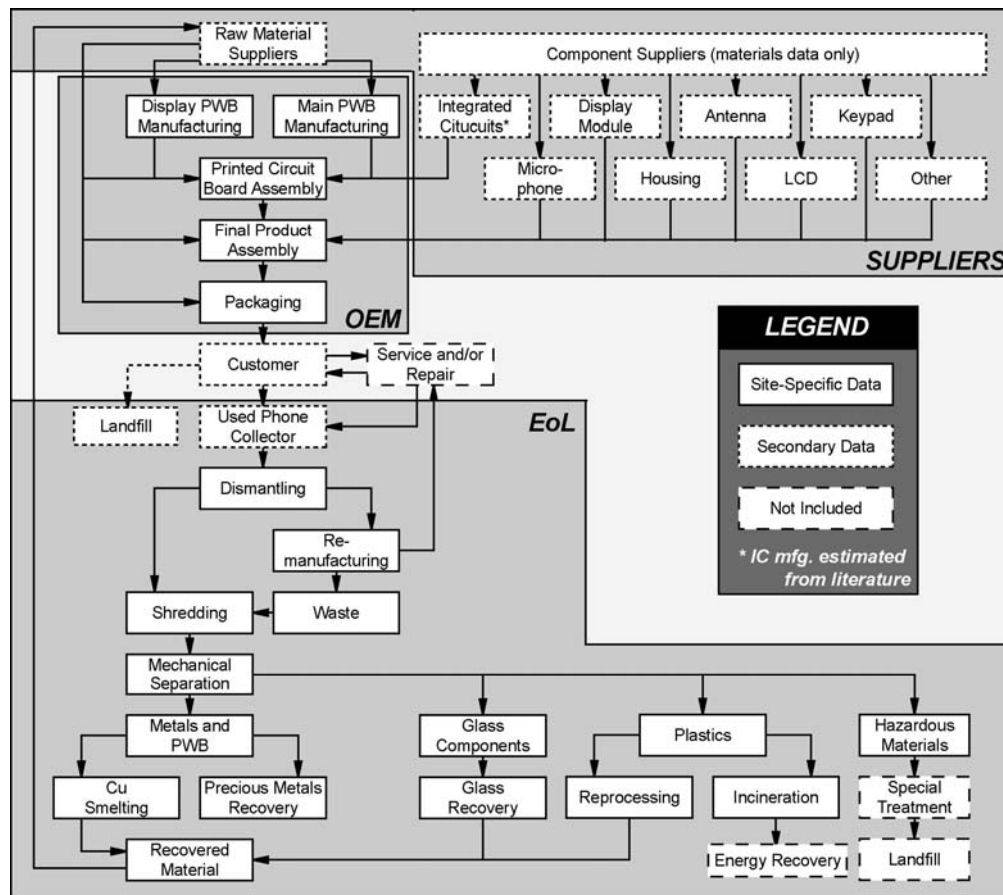 Raw Material
Suppliers
Component Suppliers (materials data only)
Display PWB
Manufacturing
Main PWB
Manufacturing
Integrated
Citucuits*
Display
Module
Antenna
Keypad
Printed Circuit
Board Assembly
Micro-
phone
Housing
LCD
Other
Final Product
Assembly
SUPPLIERS
Packaging
OEM
LEGEND
Customer
Service and/or
Repair
Site-Specific Data
Landfill
Used Phone
Collector
EoL
Secondary Data
Dismantling
Not Included
Re-
manufacturing
* IC mfg. estimated
from literature
Shredding
Waste
Mechanical
Separation
Metals and
PWB
Glass
Components
Plastics
Hazardous
Materials
Cu
Smelting
Precious Metals
Recovery
Glass
Recovery
Reprocessing
Incineration
Special
Treatment
Recovered
Material
Energy Recovery
Landfill